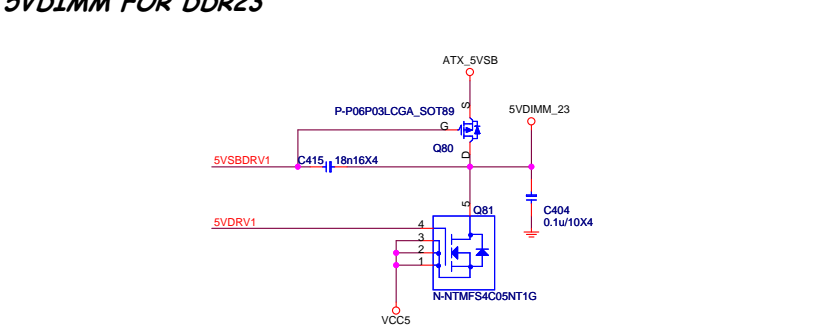 5VDIMM FOR DDR23
ATX_5VSB
P-P06P03LCGA_SOT89
S
G
5VDIMM_23
Q80
D
5VSBDRV1
C415
18n16X4
5
Q81
C404
0.1u/10X4
5VDRV1
4
3
2
1
N-NTMFS4C05NT1G
VCC5